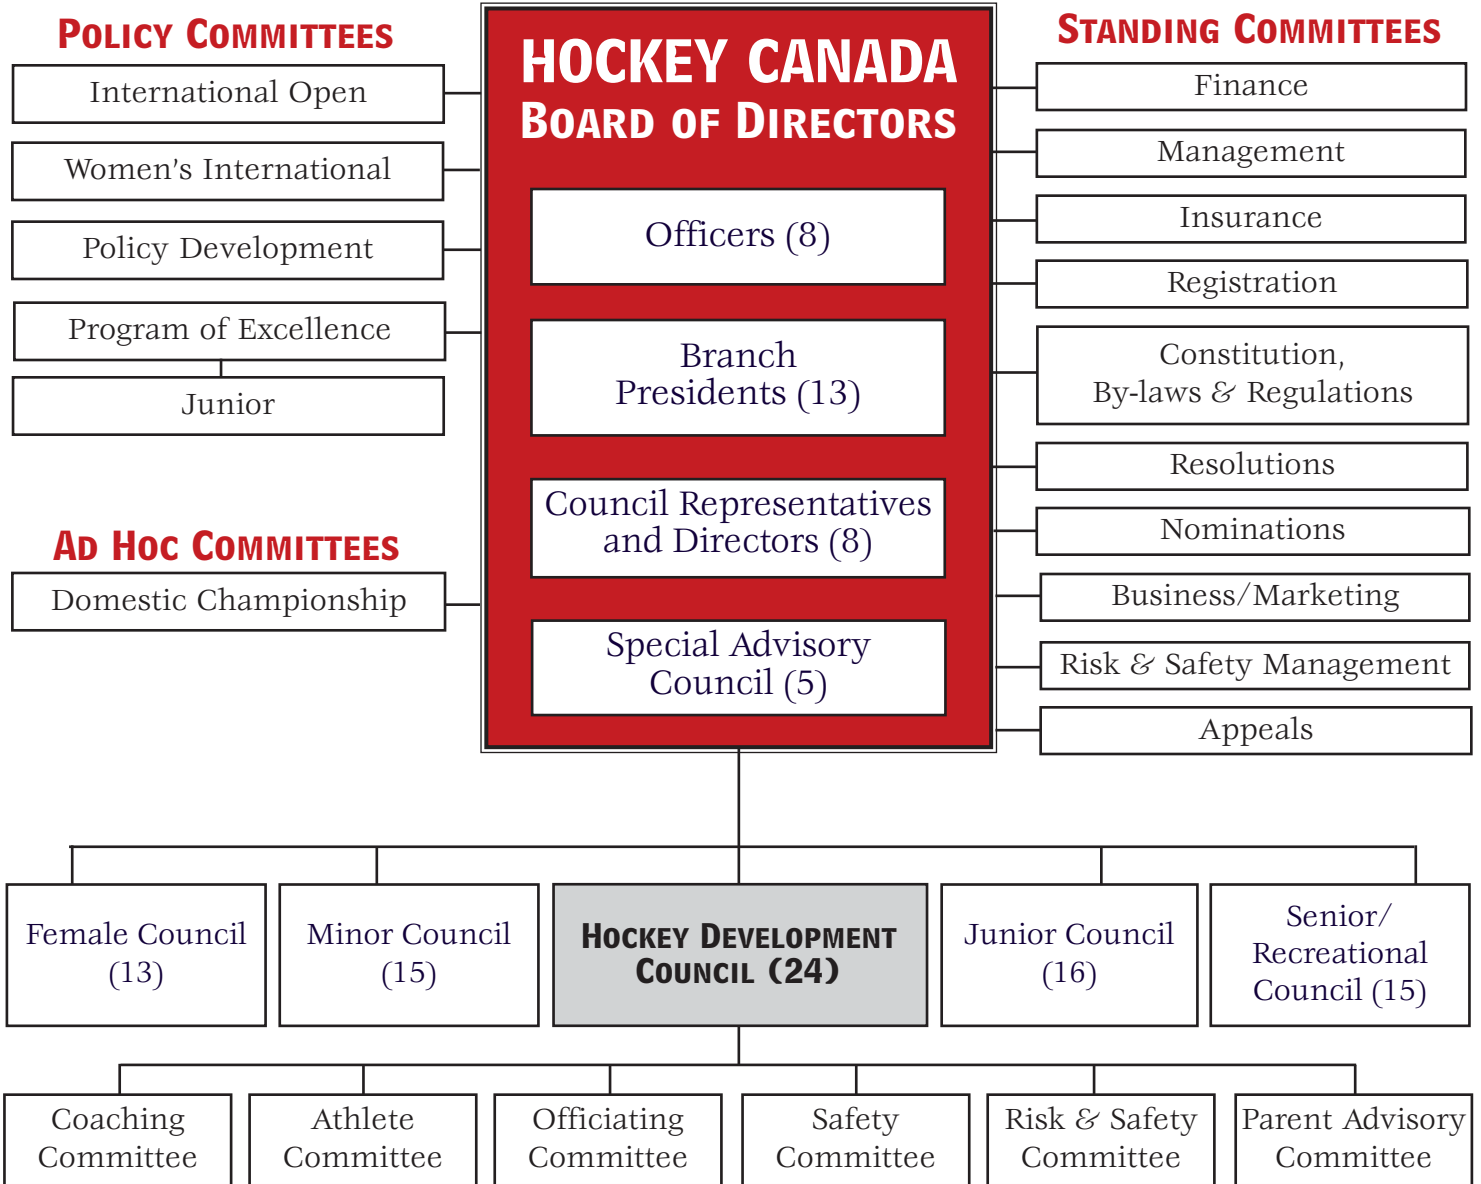 POLICY COMMITTEES
International Open
Women's International
Policy Development
Program of Excellence
Junior
AD HOC COMMITTEES
Domestic Championship
HOCKEY CANADA
BOARD OF DIRECTORS
Officers (8)
Branch
Presidents (13)
Council Representatives
and Directors (8)
Special Advisory
Council (5)
STANDING COMMITTEES
Finance
Management
Insurance
Registration
Constitution,
By-laws & Regulations
Resolutions
Nominations
Business/Marketing
Risk & Safety Management
Appeals
Female Council
(13)
Minor Council
(15)
HOCKEY DEVELOPMENT
COUNCIL (24)
Junior Council
(16)
Senior/
Recreational
Council (15)
Coaching
Committee
Athlete
Committee
Officiating
Committee
Safety
Committee
Risk & Safety
Committee
Parent Advisory
Committee